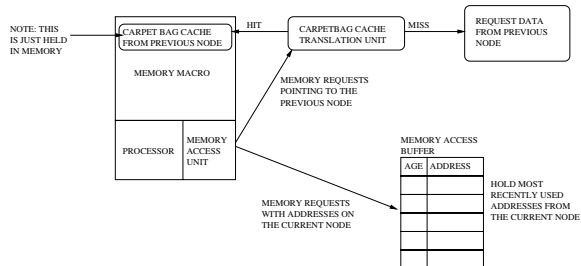 NOTE: THIS
IS JUST HELD
IN MEMORY
CARPET BAG CACHE
FROM PREVIOUS NODE
HIT
CARPETBAG CACHE
TRANSLATION UNIT
MISS
REQUEST DATA
FROM PREVIOUS
NODE
MEMORY MACRO
MEMORY REQUESTS
POINTING TO THE
PREVIOUS NODE
PROCESSOR
MEMORY
ACCESS
UNIT
MEMORY ACCESS
BUFFER
AGE ADDRESS
HOLD MOST
RECENTLY USED
ADDRESSES FROM
THE CURRENT NODE
MEMORY REQUESTS
WITH ADDRESSES ON
THE CURRENT NODE